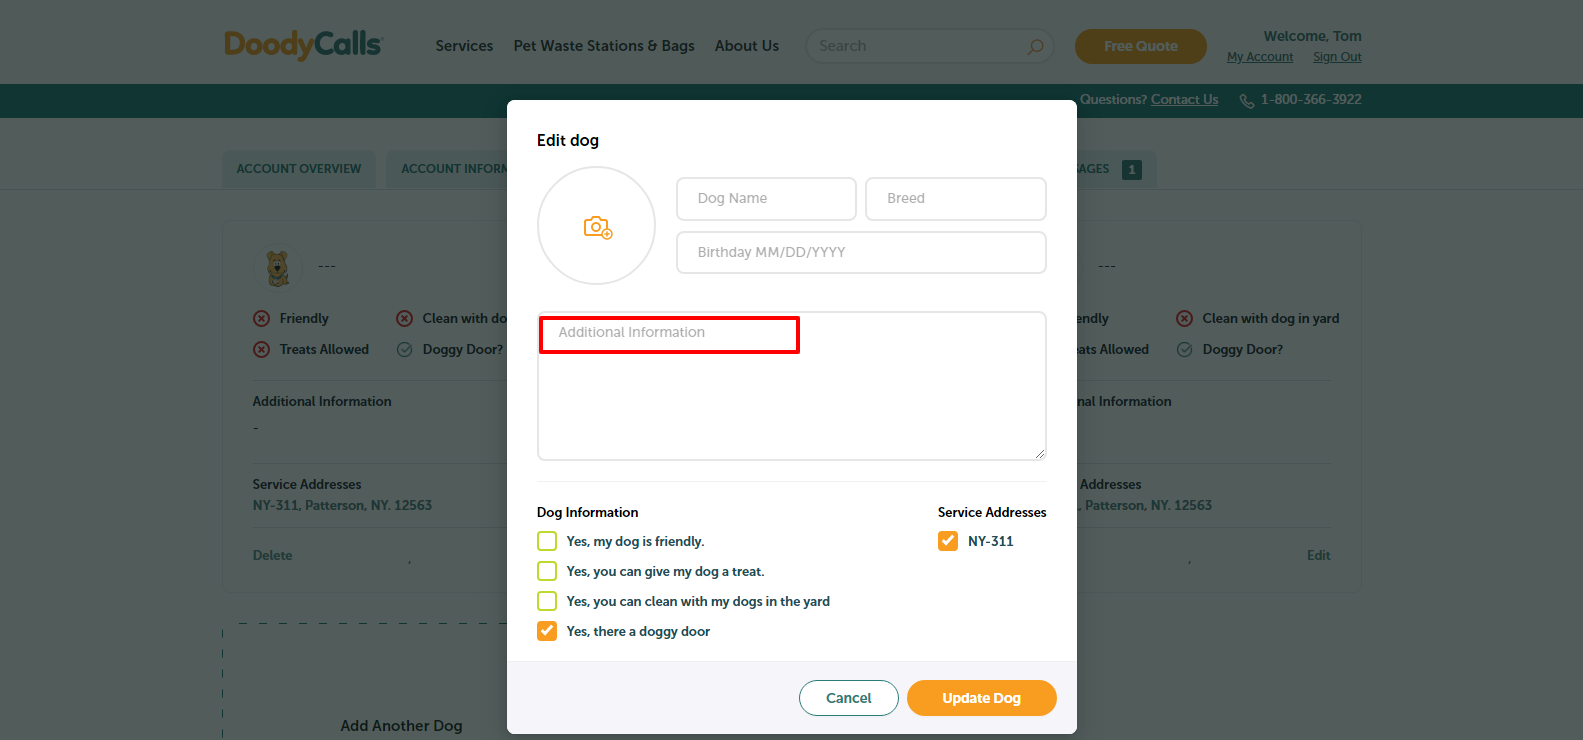 DoodyCalls
Services Pet Waste Stations & Bags About Us Search Free Quote Welcome, Tom
My Account Sign Out
Questions? Contact Us 1-800-366-3922
ACCOUNT OVERVIEW ACCOUNT INFORM AGES 1
Edit dog
Dog Name Breed
Birthday MM/DD/YYYY
Additional Information
Dog Information
Yes, my dog is friendly.
Yes, you can give my dog a treat.
Yes, you can clean with my dogs in the yard
Yes, there a doggy door
Service Addresses
NY-311
Cancel Update Dog
---
Friendly Clean with do
Treats Allowed Doggy Door?
Additional Information
-
Service Addresses
NY-311, Patterson, NY. 12563
Delete ,
---
endly Clean with dog in yard
ats Allowed Doggy Door?
nal Information
Addresses
, Patterson, NY. 12563
, Edit
Add Another Dog